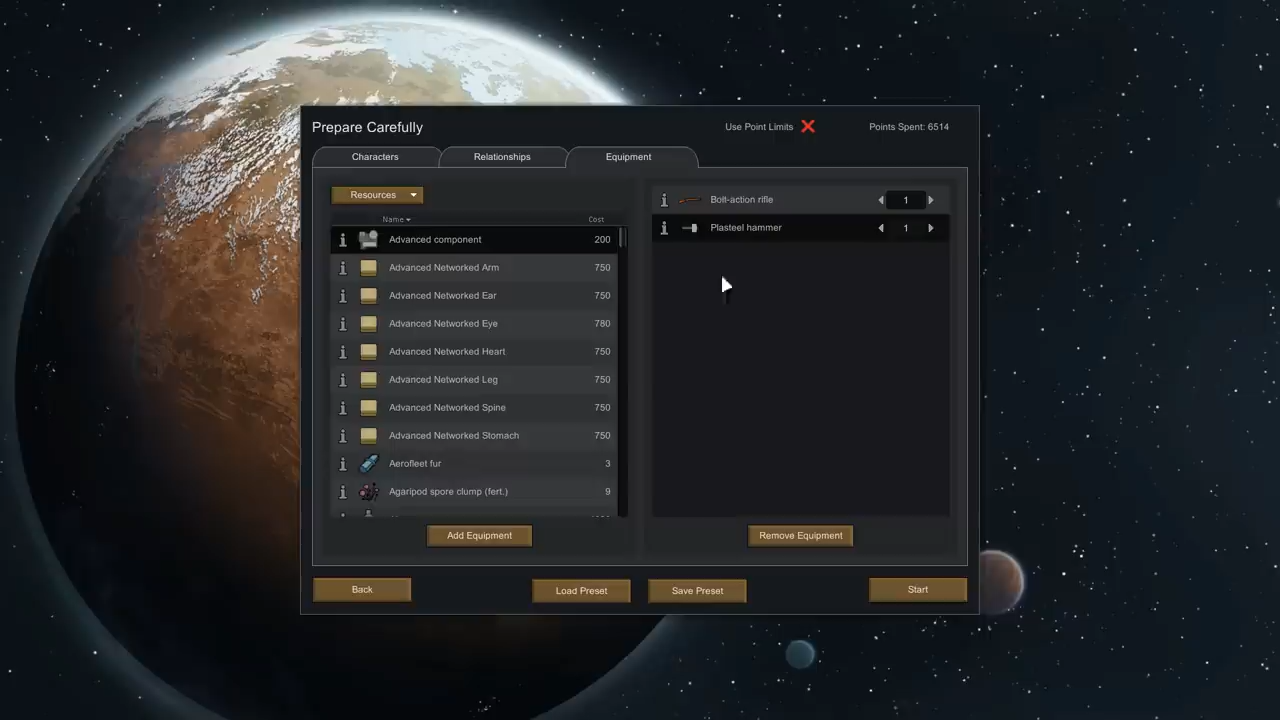 Prepare Carefully
Use Point Limits
Points Spent: 6514
Characters
Relationships
Equipment
Resources
Name
Cost
Advanced component 200
Advanced Networked Arm 750
Advanced Networked Ear 750
Advanced Networked Eye 780
Advanced Networked Heart 750
Advanced Networked Leg 750
Advanced Networked Spine 750
Advanced Networked Stomach 750
Aerofleet fur 3
Agaripod spore clump (fert.) 9
Add Equipment
Bolt-action rifle 1
Plasteel hammer 1
Remove Equipment
Back
Load Preset
Save Preset
Start